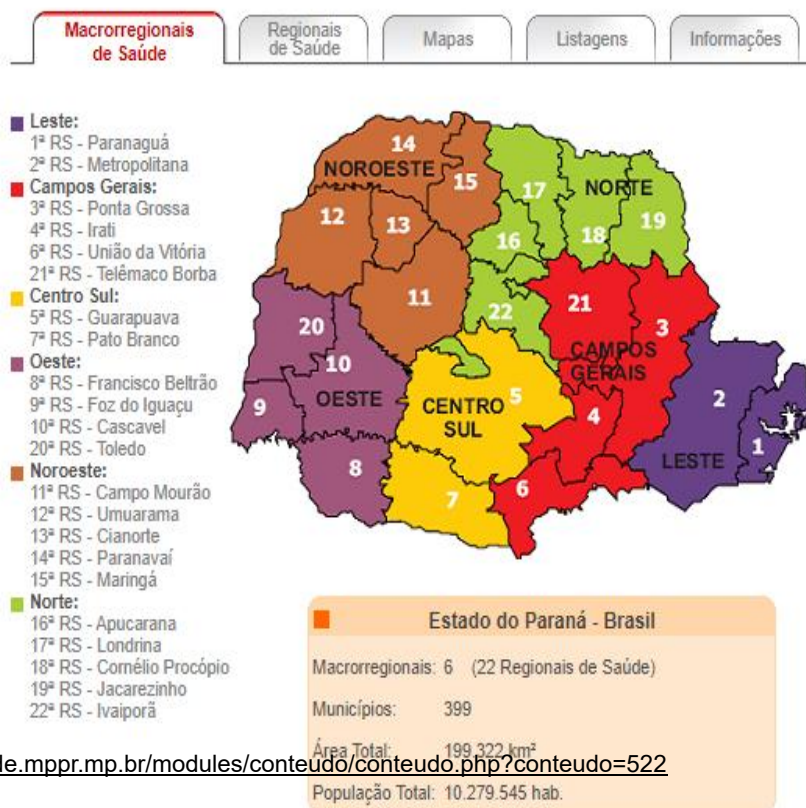 Macrorregionais
de Saúde
Regionais
de Saúde
Mapas
Listagens
Informações
Leste:
1ª RS - Paranaguá
2ª RS - Metropolitana
Campos Gerais:
3ª RS - Ponta Grossa
4ª RS - Irati
6ª RS - União da Vitória
21ª RS - Telêmaco Borba
Centro Sul:
5ª RS - Guarapuava
7ª RS - Pato Branco
Oeste:
8ª RS - Francisco Beltrão
9ª RS - Foz do Iguaçu
10ª RS - Cascavel
20ª RS - Toledo
Noroeste:
11ª RS - Campo Mourão
12ª RS - Umuarama
13ª RS - Cianorte
14ª RS - Paranavaí
15ª RS - Maringá
Norte:
16ª RS - Apucarana
17ª RS - Londrina
18ª RS - Cornélio Procópio
19ª RS - Jacarezinho
22ª RS - Ivaiporã
14
NOROESTE
15
17
NORTE
12
13
16
18
19
11
22
21
3
20
10
CAMPOS
GERAIS
OESTE
9
CENTRO
SUL
5
4
2
1
LESTE
8
7
6
Estado do Paraná - Brasil
Macrorregionais: 6 (22 Regionais de Saúde)
Municípios: 399
Área Total: 199.322 km²
le.mppr.mp.br/modules/conteudo/conteudo.php?conteudo=522
População Total: 10.279.545 hab.